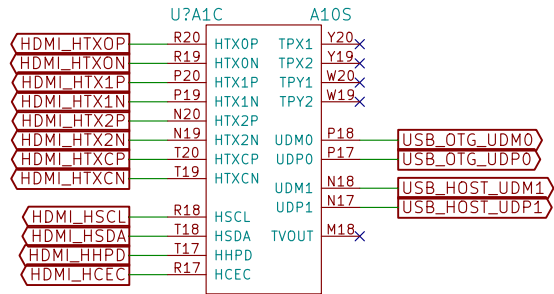 U?A1C A10S
HDMI_HTX0P R20 HTX0P TPX1 Y20
HDMI_HTX0N R19 HTX0N TPX2 Y19
HDMI_HTX1P P20 HTX1P TPY1 W20
HDMI_HTX1N P19 HTX1N TPY2 W19
HDMI_HTX2P N20 HTX2P
HDMI_HTX2N N19 HTX2N UDM0 P18 USB_OTG_UDM0
HDMI_HTXCP T20 HTXCP UDP0 P17 USB_OTG_UDP0
HDMI_HTXCN T19 HTXCN
UDM1 N18 USB_HOST_UDM1
UDP1 N17 USB_HOST_UDP1
HDMI_HSCL R18 HSCL
HDMI_HSDA T18 HSDA TVOUT M18
HDMI_HHPD T17 HHPD
HDMI_HCEC R17 HCEC